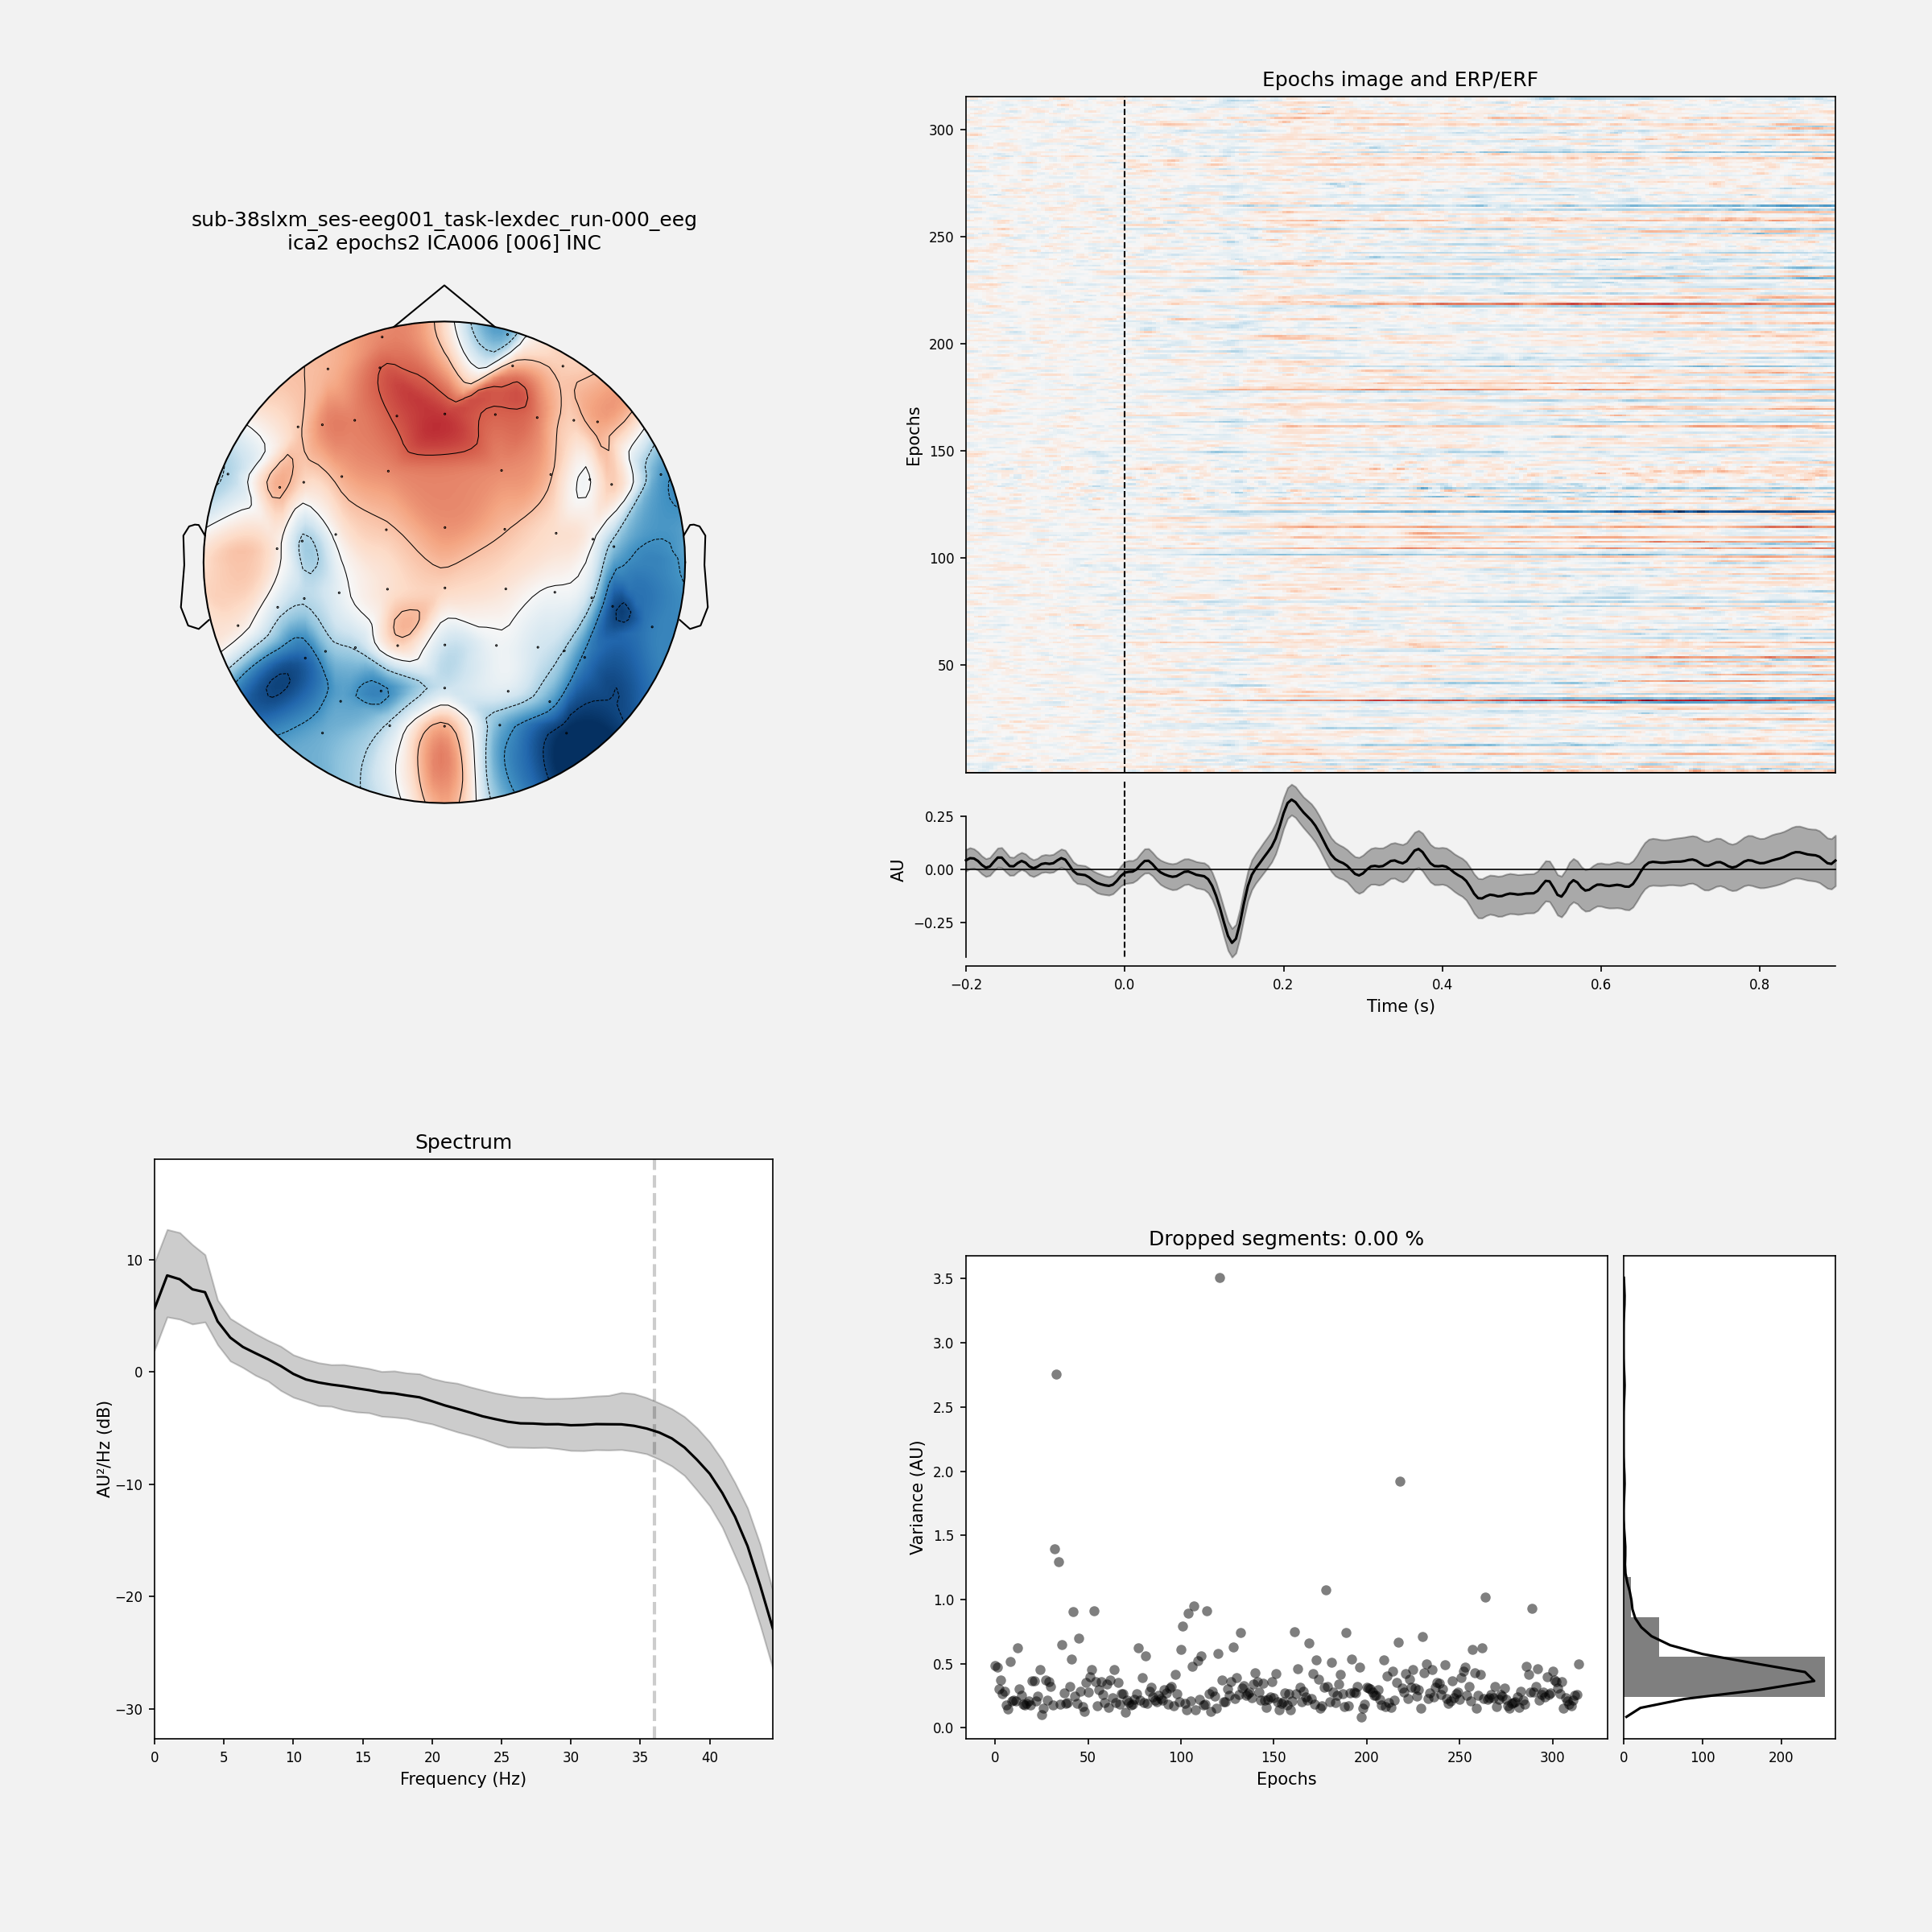 sub-38slxm_ses-eeg001_task-lexdec_run-000_eeg
ica2 epochs2 ICA006 [006] INC
Epochs image and ERP/ERF
Epochs
300
250
200
150
100
50
AU
0.25
0.00
−0.25
−0.2 0.0 0.2 0.4 0.6 0.8
Time (s)
Spectrum
AU²/Hz (dB)
10
0
−10
−20
−30
0 5 10 15 20 25 30 35 40
Frequency (Hz)
Dropped segments: 0.00 %
Variance (AU)
3.5
3.0
2.5
2.0
1.5
1.0
0.5
0.0
0 50 100 150 200 250 300
Epochs
0 100 200